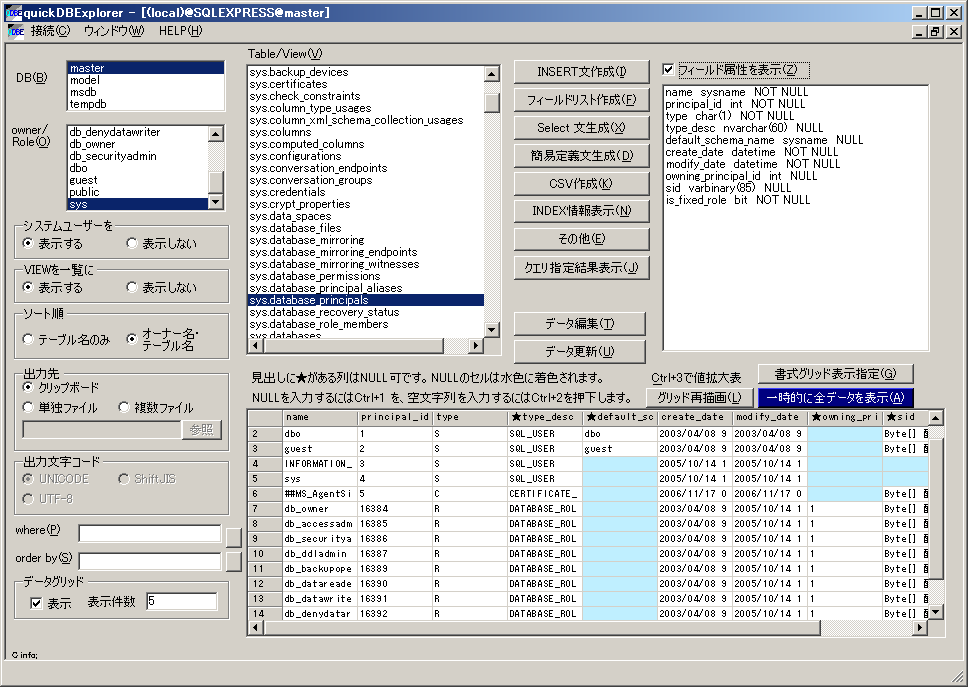 quickDBExplorer - [(local)@SQLEXPRESS@master]
接続(C) ウィンドウ(W) HELP(H)
DB(B)
master
model
msdb
tempdb
owner/
Role(O)
db_denydatawriter
db_owner
db_securityadmin
dbo
guest
public
sys
システムユーザーを
表示する 表示しない
VIEWを一覧に
表示する 表示しない
ソート順
テーブル名のみ オーナー名・
テーブル名
出力先
クリップボード
単独ファイル 複数ファイル
参照
出力文字コード
UNICODE ShiftJIS
UTF-8
where(P)
order by(S)
データグリッド
表示 表示件数 5
Table/View(V)
sys.backup_devices
sys.certificates
sys.check_constraints
sys.column_type_usages
sys.column_xml_schema_collection_usages
sys.columns
sys.computed_columns
sys.configurations
sys.conversation_endpoints
sys.conversation_groups
sys.credentials
sys.crypt_properties
sys.data_spaces
sys.database_files
sys.database_mirroring
sys.database_mirroring_endpoints
sys.database_mirroring_witnesses
sys.database_permissions
sys.database_principal_aliases
sys.database_principals
sys.database_recovery_status
sys.database_role_members
sys.databases
INSERT文作成(I)
フィールドリスト作成(F)
Select 文生成(X)
簡易定義文生成(D)
CSV作成(K)
INDEX情報表示(N)
その他(E)
クエリ指定結果表示(J)
データ編集(T)
データ更新(U)
フィールド属性を表示(Z)
name sysname NOT NULL
principal_id int NOT NULL
type char(1) NOT NULL
type_desc nvarchar(60) NULL
default_schema_name sysname NULL
create_date datetime NOT NULL
modify_date datetime NOT NULL
owning_principal_id int NULL
sid varbinary(85) NULL
is_fixed_role bit NOT NULL
見出しに★がある列はNULL可です。NULLのセルは水色に着色されます。 Ctrl+3で値拡大表 書式グリッド表示指定(G)
NULLを入力するにはCtrl+1 を、空文字列を入力するにはCtrl+2を押下します。 グリッド再描画(L) 一時的に全データを表示(A)
name principal_id type ★type_desc ★default_sc create_date modify_date ★owning_pri ★sid
2 dbo 1 S SQL_USER dbo 2003/04/08 9 2003/04/08 9 Byte[]
3 guest 2 S SQL_USER guest 2003/04/08 9 2003/04/08 9 Byte[]
4 INFORMATION_ 3 S SQL_USER 2005/10/14 1 2005/10/14 1
5 sys 4 S SQL_USER 2005/10/14 1 2005/10/14 1
6 ##MS_AgentSi 5 C CERTIFICATE_ 2006/11/17 0 2006/11/17 0 Byte[]
7 db_owner 16384 R DATABASE_ROL 2003/04/08 9 2005/10/14 1 1 Byte[]
8 db_accessadm 16385 R DATABASE_ROL 2003/04/08 9 2005/10/14 1 1 Byte[]
9 db_securitya 16386 R DATABASE_ROL 2003/04/08 9 2005/10/14 1 1 Byte[]
10 db_ddladmin 16387 R DATABASE_ROL 2003/04/08 9 2005/10/14 1 1 Byte[]
11 db_backupope 16389 R DATABASE_ROL 2003/04/08 9 2005/10/14 1 1 Byte[]
12 db_datareade 16390 R DATABASE_ROL 2003/04/08 9 2005/10/14 1 1 Byte[]
13 db_datawrite 16391 R DATABASE_ROL 2003/04/08 9 2005/10/14 1 1 Byte[]
14 db_denydatar 16392 R DATABASE_ROL 2003/04/08 9 2005/10/14 1 1 Byte[]